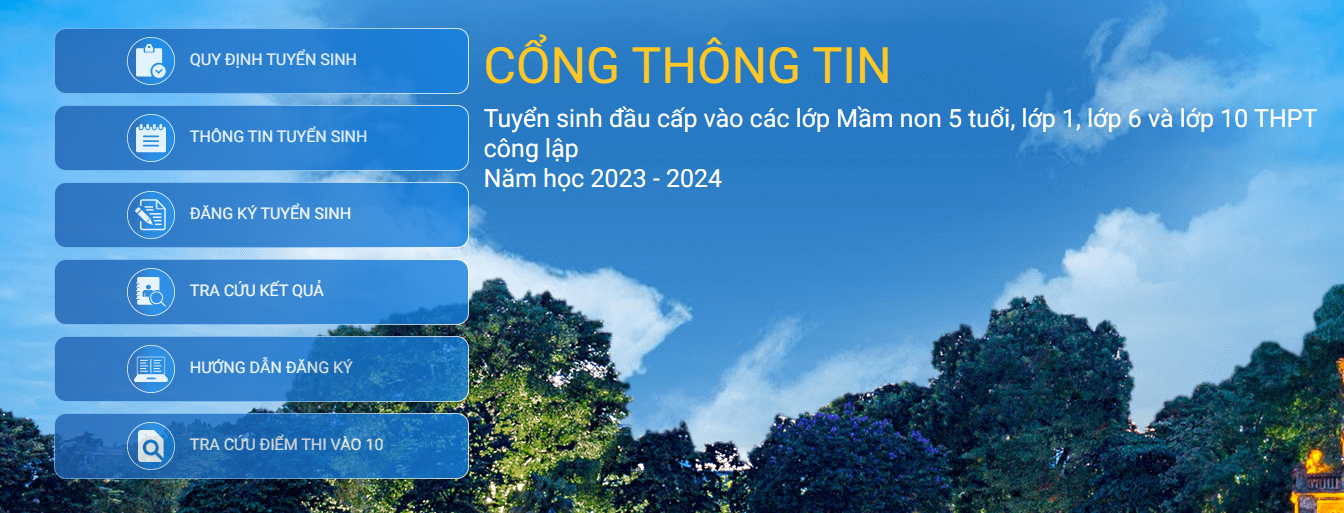 QUY ĐỊNH TUYỂN SINH
THÔNG TIN TUYỂN SINH
ĐĂNG KÝ TUYỂN SINH
TRA CỨU KẾT QUẢ
HƯỚNG DẪN ĐĂNG KÝ
TRA CỨU ĐIỂM THI VÀO 10
CỔNG THÔNG TIN
Tuyển sinh đầu cấp vào các lớp Mầm non 5 tuổi, lớp 1, lớp 6 và lớp 10 THPT
công lập
Năm học 2023 - 2024